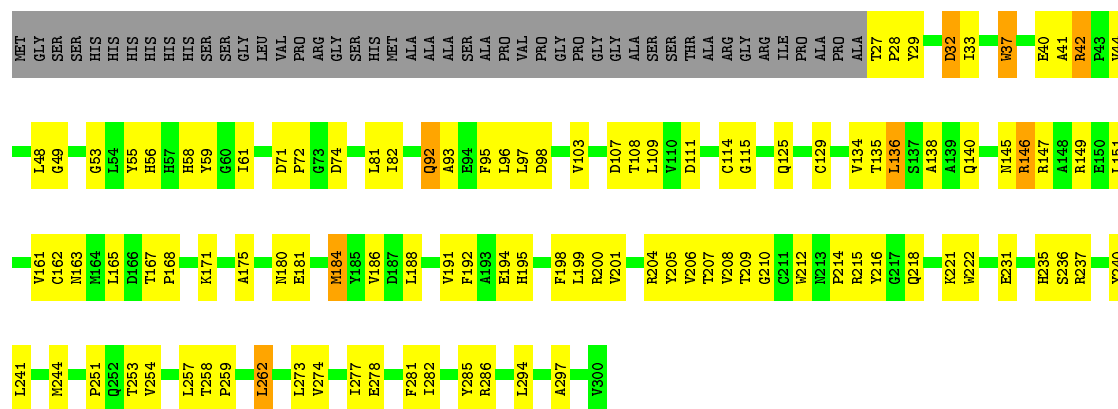 MET GLY SER SER HIS HIS HIS HIS HIS HIS SER SER GLY LEU VAL PRO ARG GLY SER HIS MET ALA ALA ALA SER ALA PRO VAL PRO GLY PRO GLY GLY ALA SER SER THR ALA ARG GLY ARG ILE PRO ALA PRO ALA T27 P28 Y29 D32 I33 W37 E40 A41 R42 P43 V44
L48 G49 G53 L54 Y55 H56 H57 H58 Y59 G60 I61 D71 P72 G73 D74 L81 I82 Q92 A93 E94 F95 L96 L97 D98 V103 D107 T108 L109 V110 D111 C114 G115 Q125 C129 V134 T135 L136 S137 A138 A139 Q140 N145 R146 R147 A148 R149 E150 L151
V161 C162 N163 M164 L165 D166 T167 P168 K171 A175 N180 E181 M184 Y185 V186 D187 L188 V191 F192 A193 E194 H195 F198 L199 R200 V201 R204 Y205 V206 T207 V208 T209 G210 C211 W212 N213 P214 R215 Y216 G217 Q218 K221 W222 E231 H235 S236 R237 Y240
L241 M244 P251 Q252 T253 V254 L257 T258 P259 L262 L273 V274 I277 E278 F281 I282 Y285 R286 L294 A297 V300